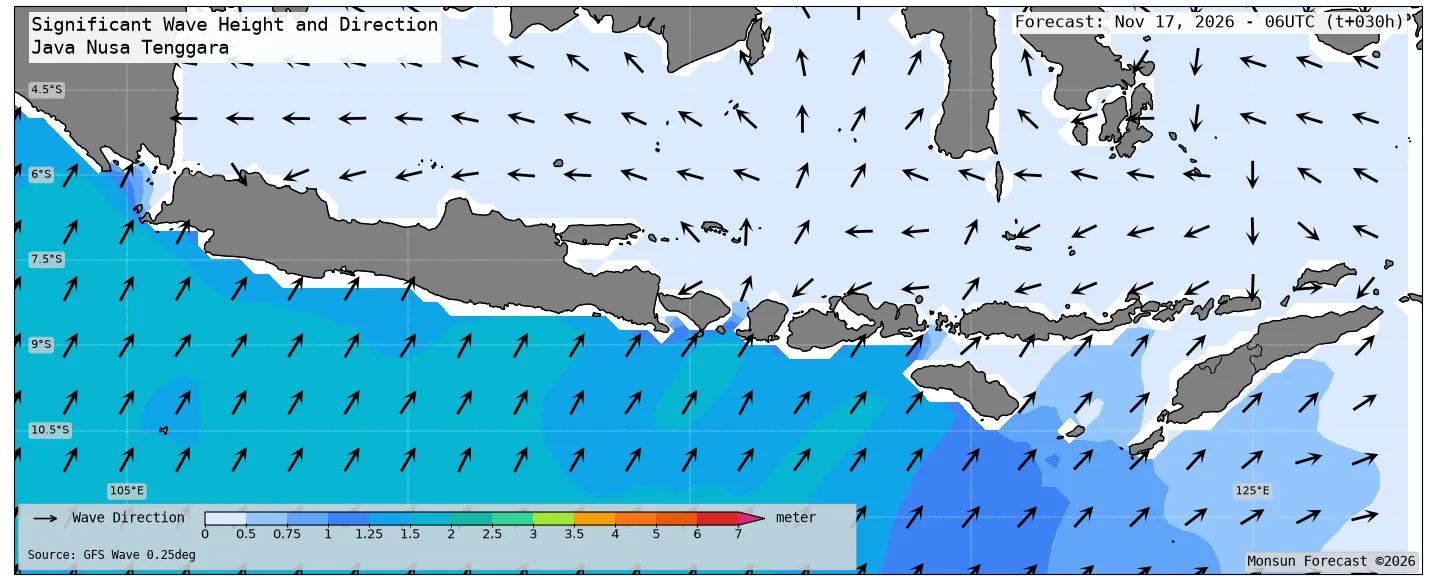 Significant Wave Height and Direction
Java Nusa Tenggara
Forecast: Nov 17, 2026 - 06UTC (t+030h)
4.5°S
6°S
7.5°S
9°S
10.5°S
105°E
125°E
Wave Direction
0 0.5 0.75 1 1.25 1.5 2 2.5 3 3.5 4 5 6 7
meter
Source: GFS Wave 0.25deg
Monsun Forecast ©2026